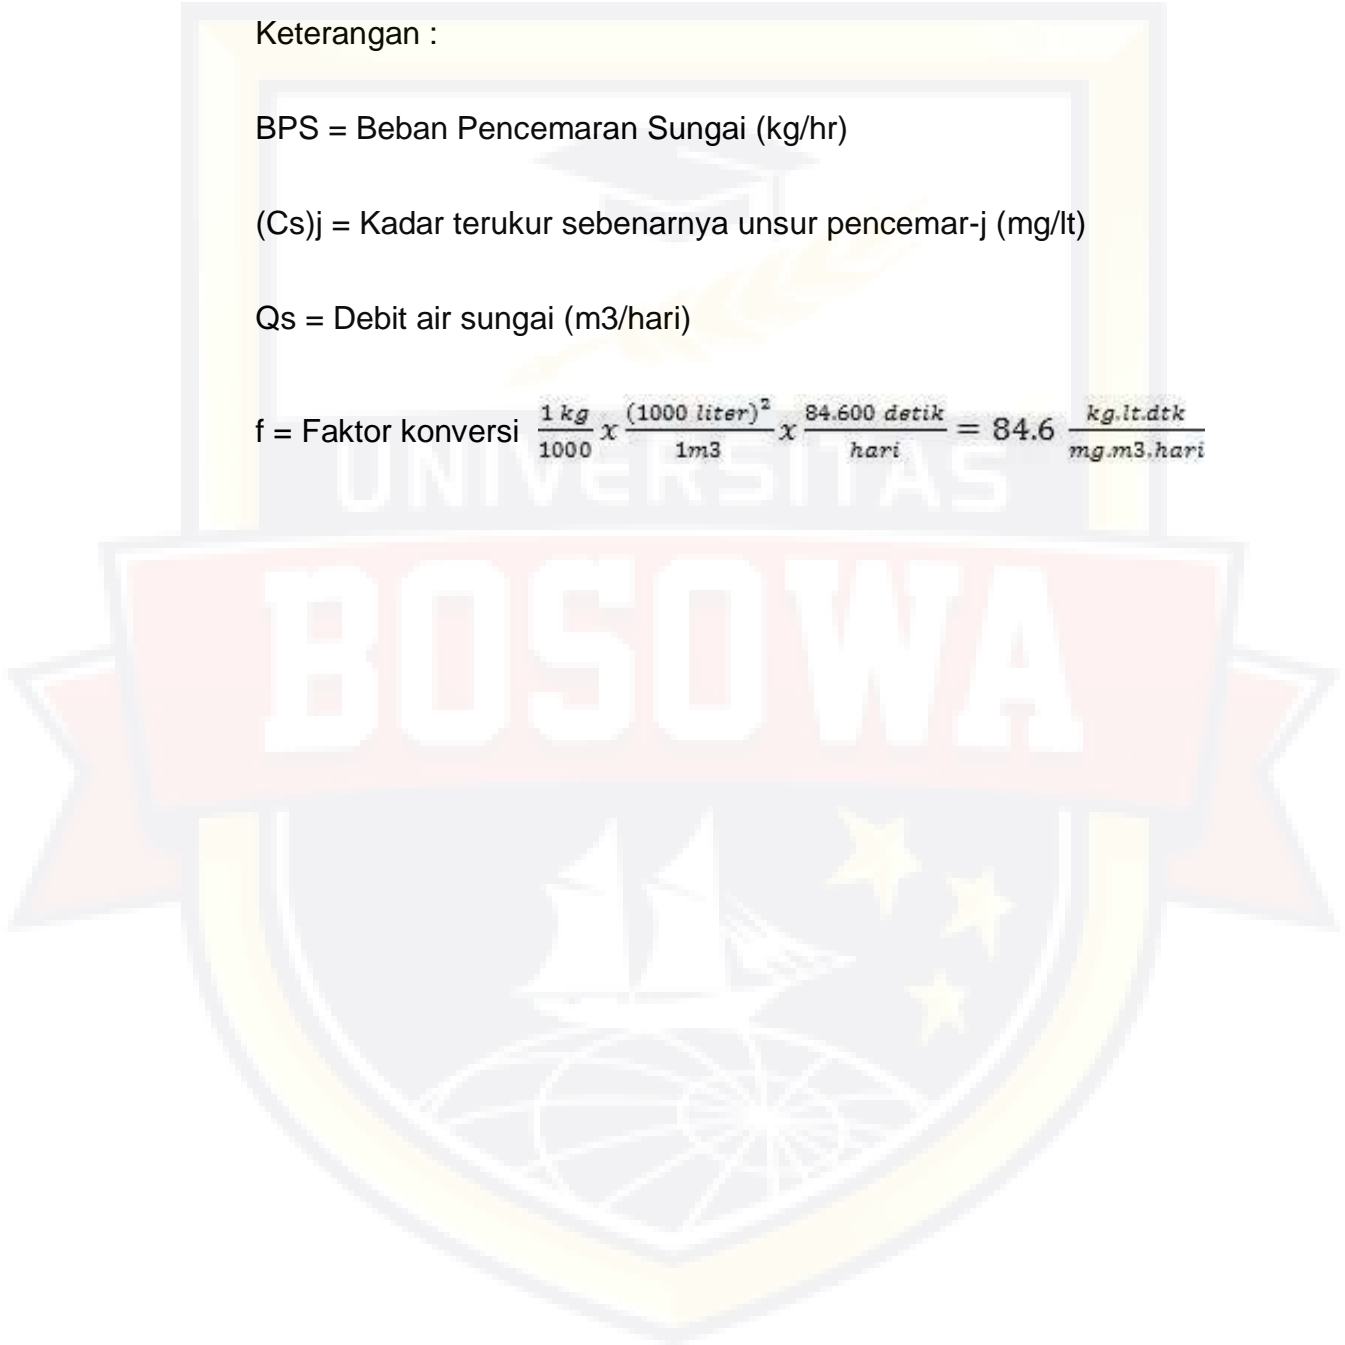 Keterangan :
BPS = Beban Pencemaran Sungai (kg/hr)
(Cs)j = Kadar terukur sebenarnya unsur pencemar-j (mg/lt)
Qs = Debit air sungai (m3/hari)
f = Faktor konversi 1 kg/1000 x (1000 liter)²/1m3 x 84.600 detik/hari = 84.6 kg.lt.dtk/mg.m3.hari
UNIVERSITAS
BOSOWA